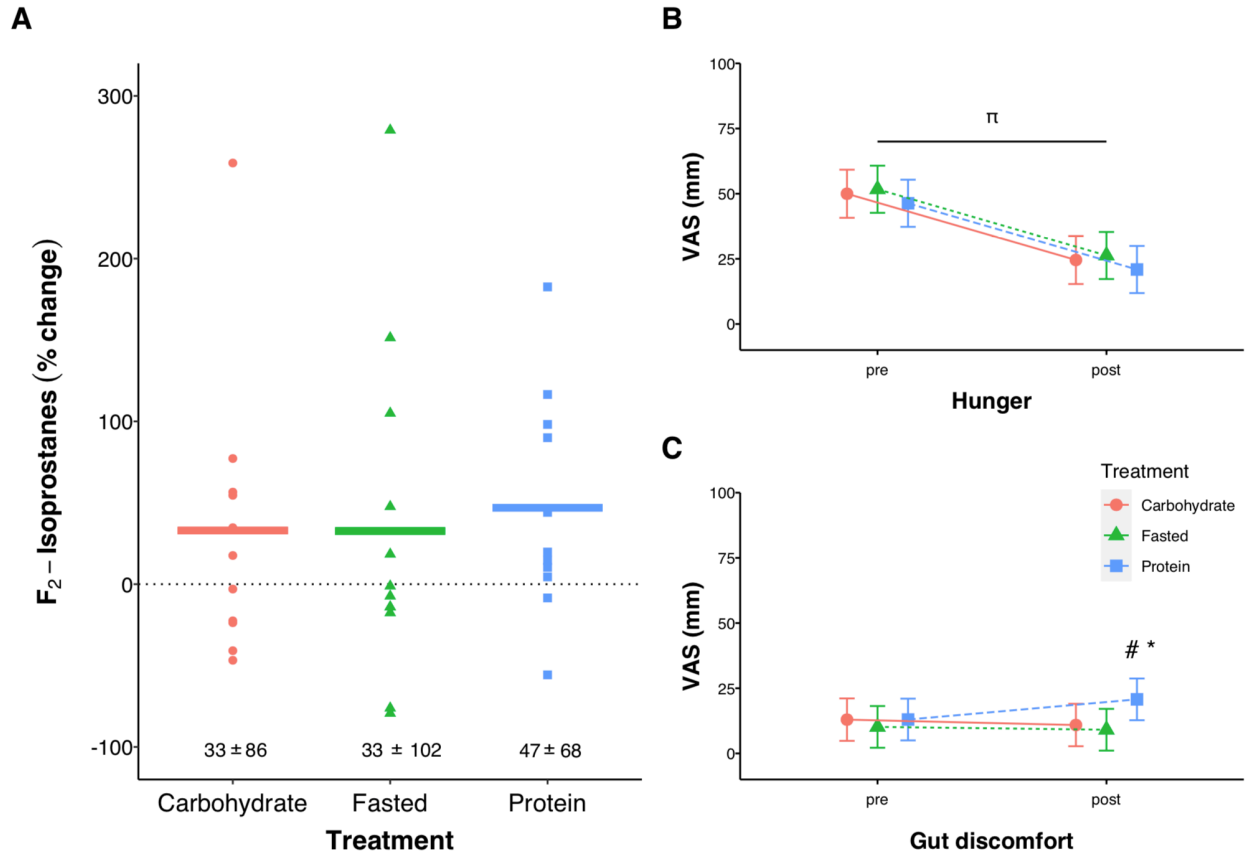 A
F2 – Isoprostanes (% change)
300
200
100
0
-100
33 ± 86
33 ± 102
47 ± 68
Carbohydrate
Fasted
Protein
Treatment
B
VAS (mm)
100
75
50
25
0
π
pre
post
Hunger
C
Treatment
Carbohydrate
Fasted
Protein
VAS (mm)
100
75
50
25
0
# *
pre
post
Gut discomfort